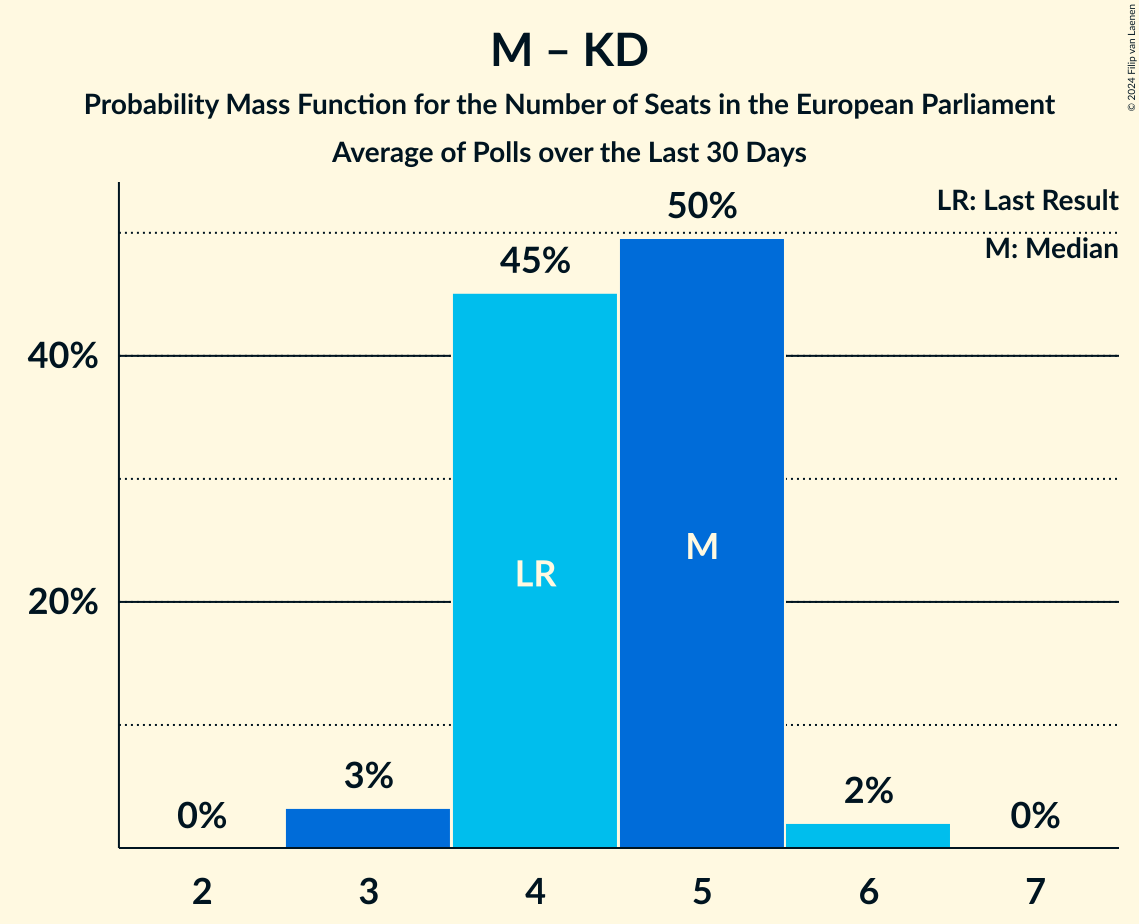 M – KD
Probability Mass Function for the Number of Seats in the European Parliament
Average of Polls over the Last 30 Days
© 2024 Filip van Laenen
LR: Last Result
M: Median
50%
45%
40%
20%
LR
M
3%
2%
0%
0%
2 3 4 5 6 7